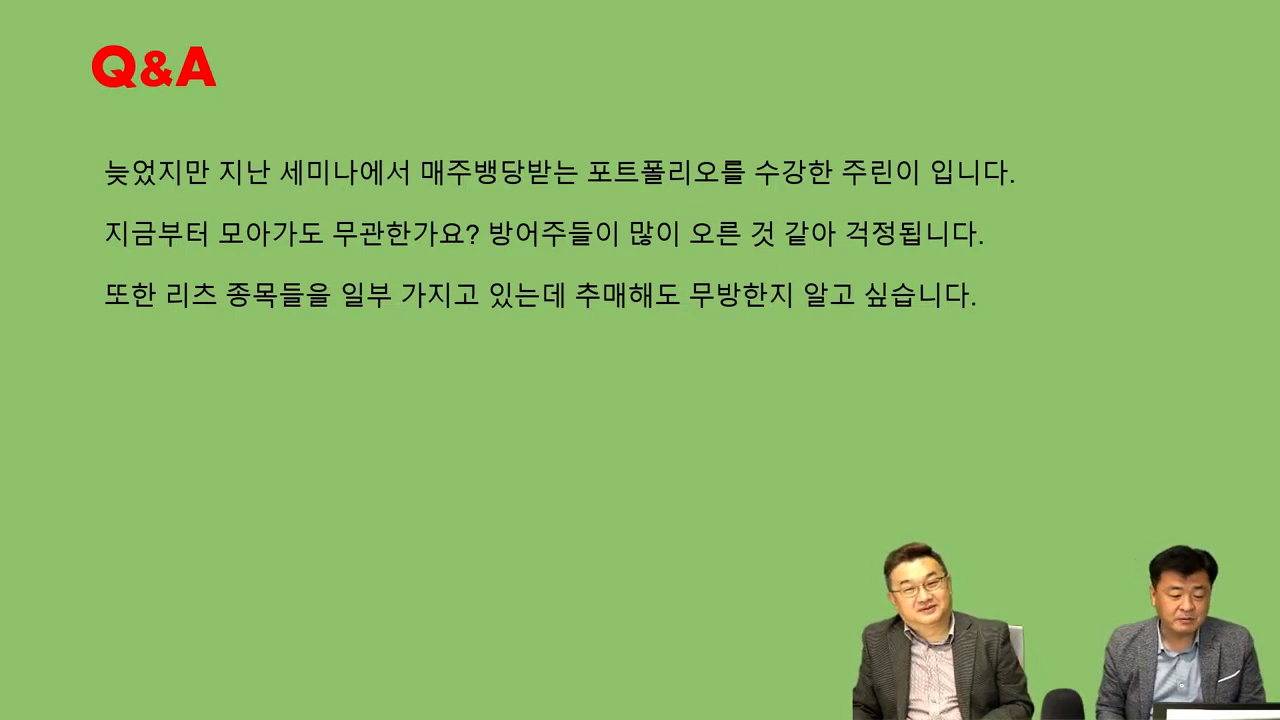 Q&A
늦었지만 지난 세미나에서 매주뱅당받는 포트폴리오를 수강한 주린이 입니다.
지금부터 모아가도 무관한가요? 방어주들이 많이 오른 것 같아 걱정됩니다.
또한 리츠 종목들을 일부 가지고 있는데 추매해도 무방한지 알고 싶습니다.